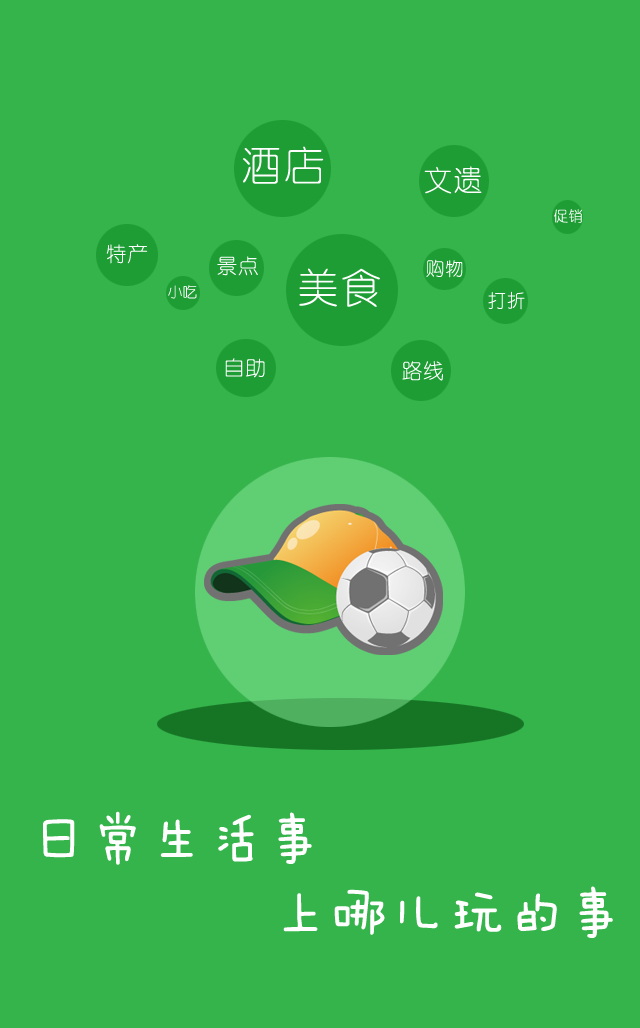 酒店
文遗
促销
特产
景点
购物
小吃
美食
打折
自助
路线
日常生活事
上哪儿玩的事